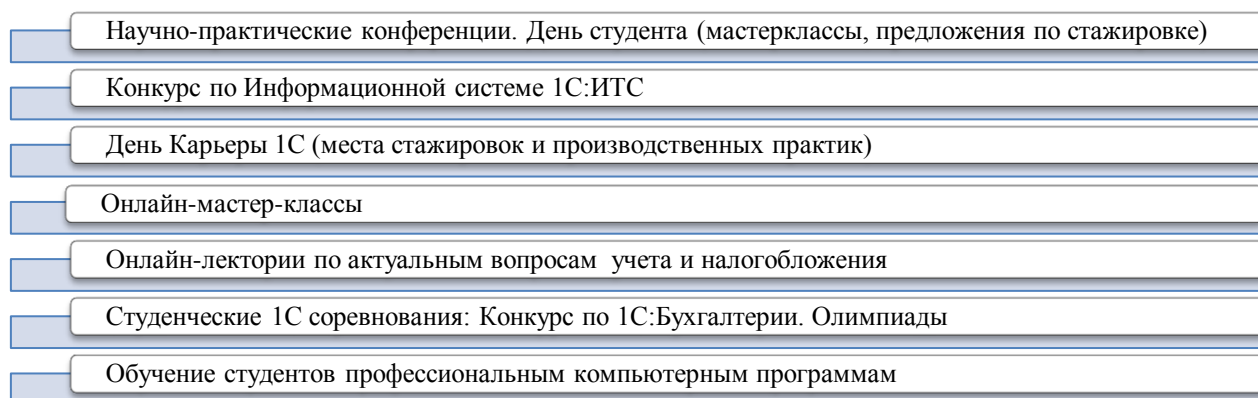 Научно-практические конференции. День студента (мастерклассы, предложения по стажировке)
Конкурс по Информационной системе 1С:ИТС
День Карьеры 1С (места стажировок и производственных практик)
Онлайн-мастер-классы
Онлайн-лектории по актуальным вопросам учета и налогобложения
Студенческие 1С соревнования: Конкурс по 1С:Бухгалтерии. Олимпиады
Обучение студентов профессиональным компьютерным программам